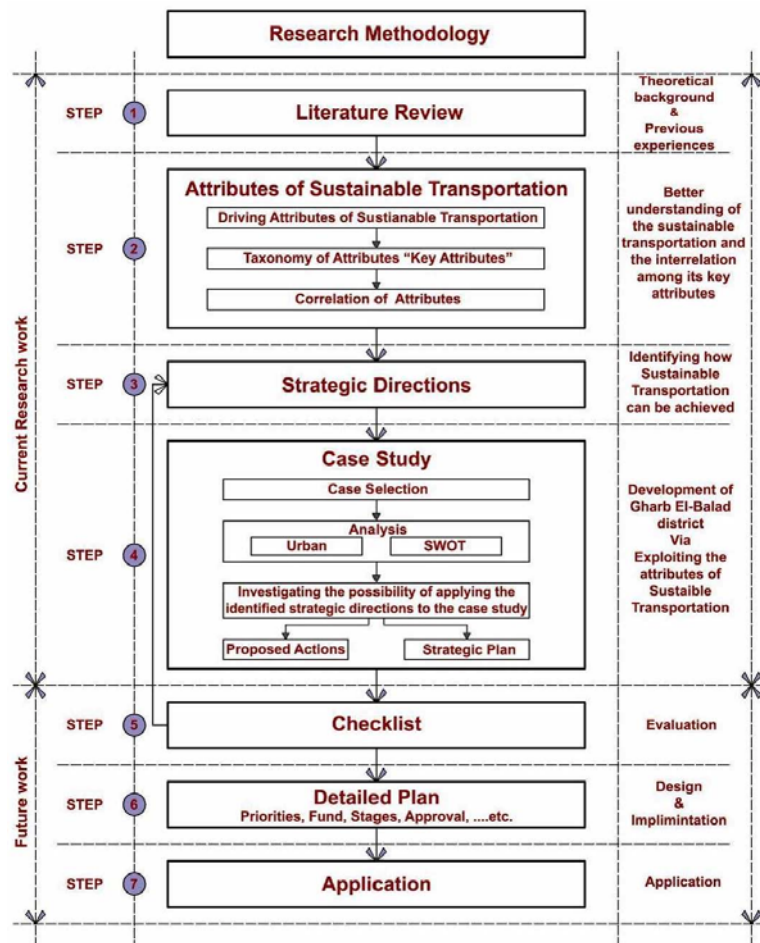 Research Methodology
Current Research work
STEP 1
Literature Review
Theoretical
background
&
Previous
experiences
STEP 2
Attributes of Sustainable Transportation
Driving Attributes of Sustianable Transportation
Taxonomy of Attributes “Key Attributes”
Correlation of Attributes
Better
understanding of
the sustainable
transportation and
the interrelation
among its key
attributes
STEP 3
Strategic Directions
Identifying how
Sustainable
Transportation
can be achieved
STEP 4
Case Study
Case Selection
Analysis
Urban
SWOT
Investigating the possibility of applying the
identified strategic directions to the case study
Proposed Actions
Strategic Plan
Development of
Gharb El-Balad
district
Via
Exploiting the
attributes of
Sustaible
Transportation
Future work
STEP 5
Checklist
Evaluation
STEP 6
Detailed Plan
Priorities, Fund, Stages, Approval, ....etc.
Design
&
Implimintation
STEP 7
Application
Application